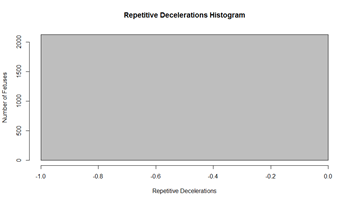 Repetitive Decelerations Histogram
Number of Fetuses
2000
1500
1000
500
0
-1.0 -0.8 -0.6 -0.4 -0.2 0.0
Repetitive Decelerations